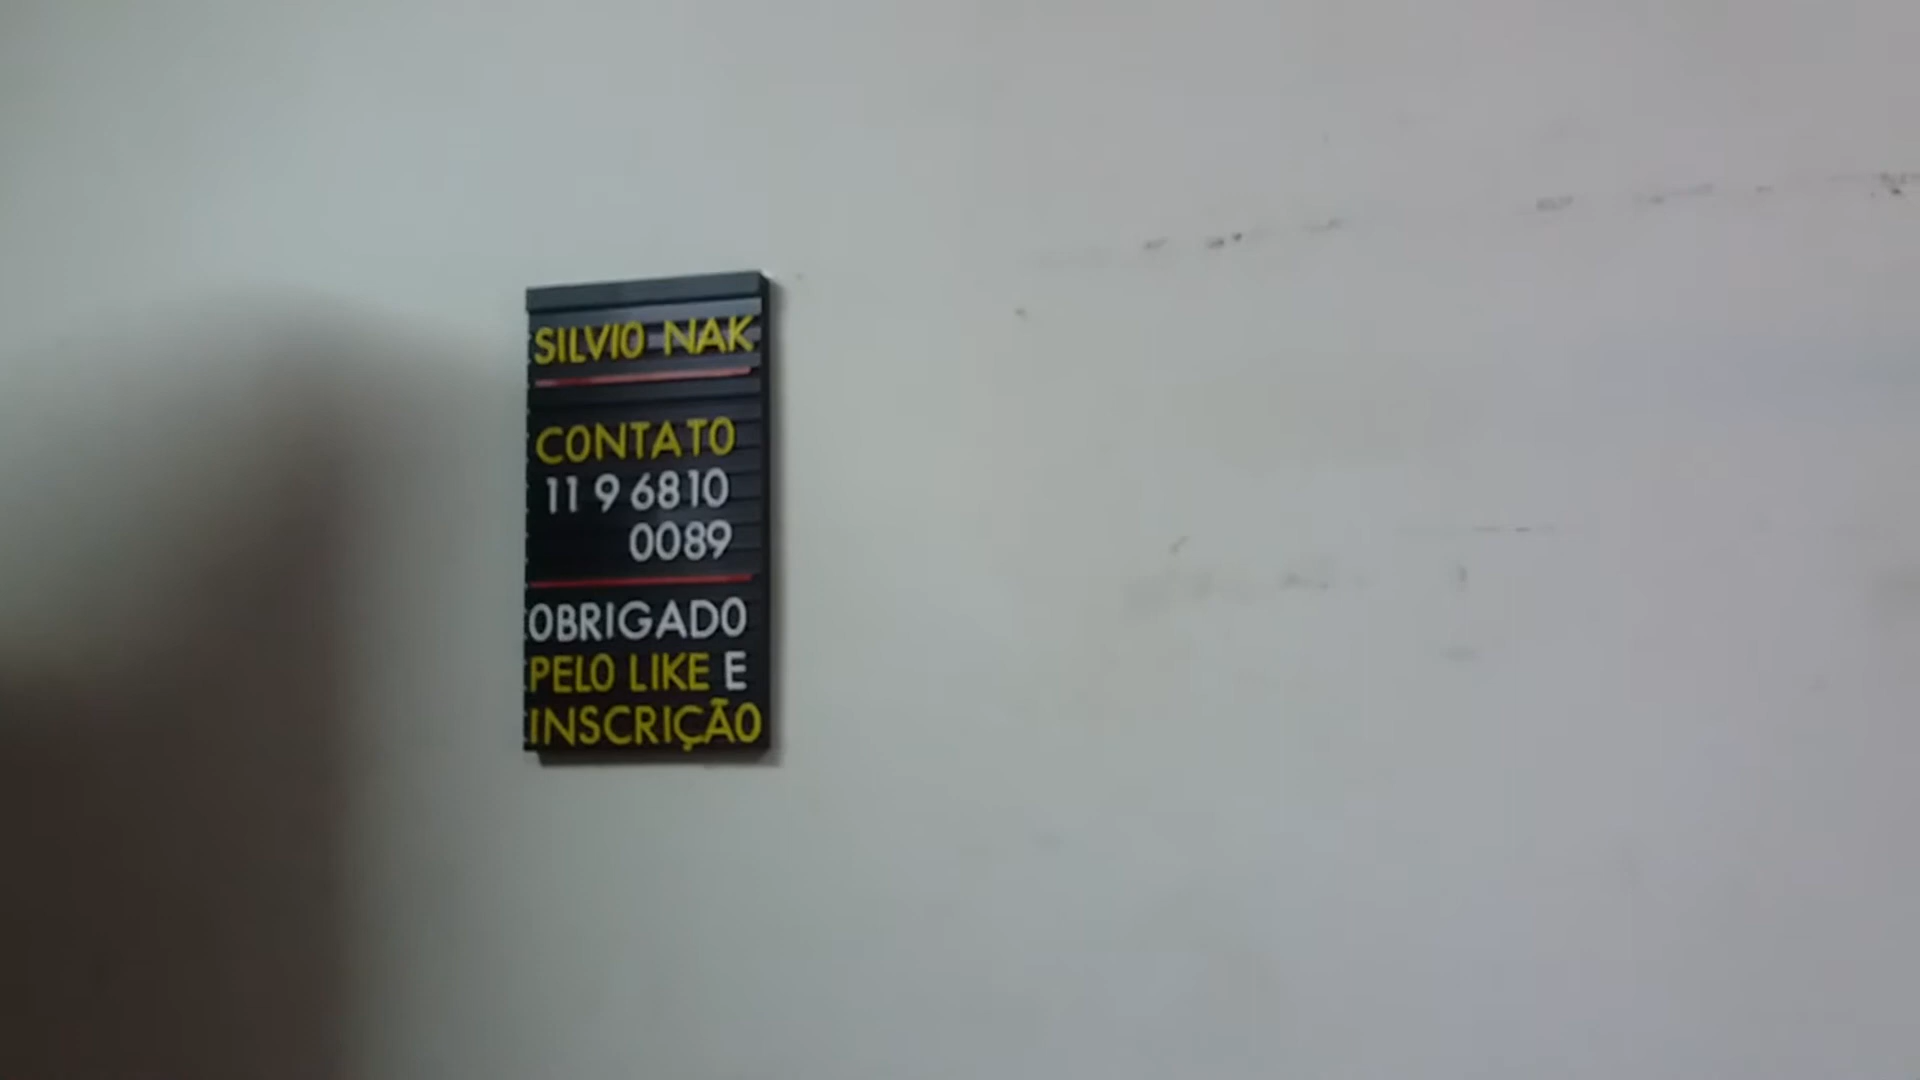 SILVIO NAK
CONTATO
11 9 6810
0089
OBRIGADO
PELO LIKE E
INSCRIÇÃO